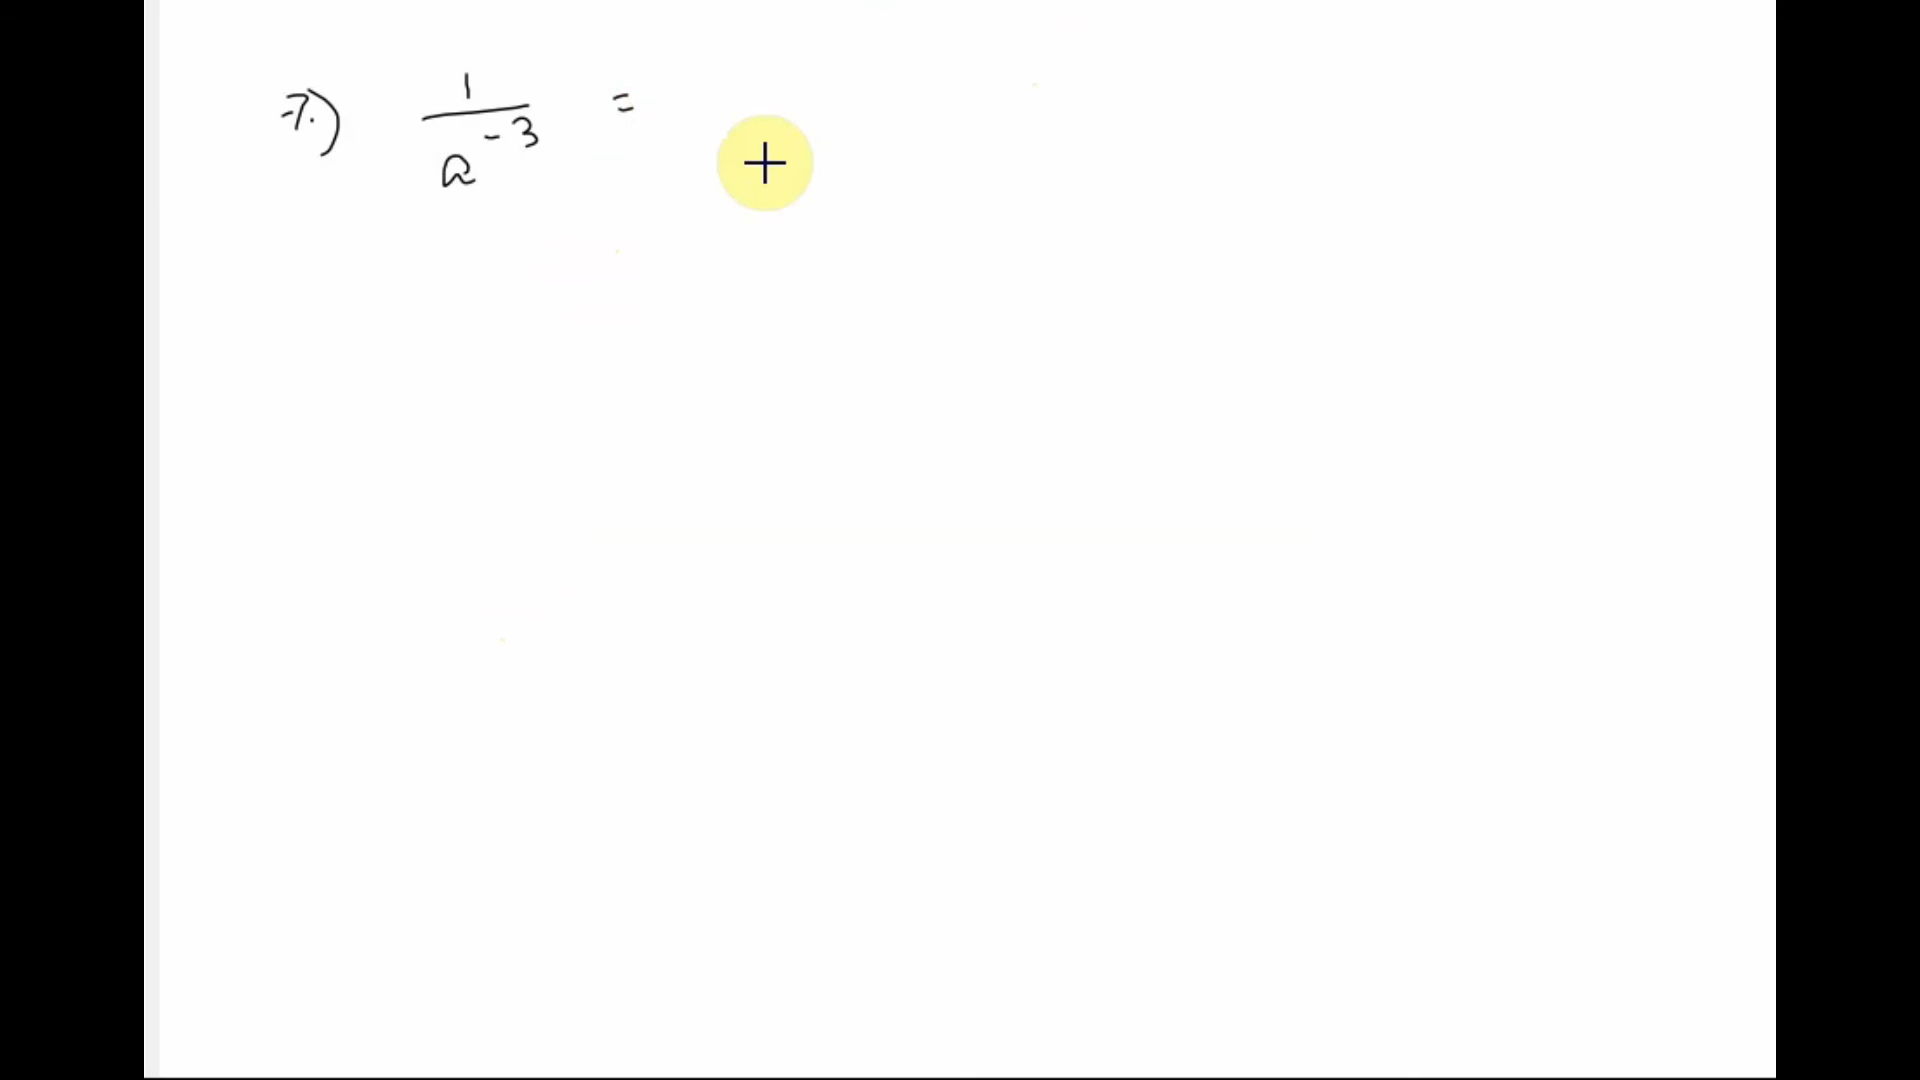 7.) 1/a^-3 =